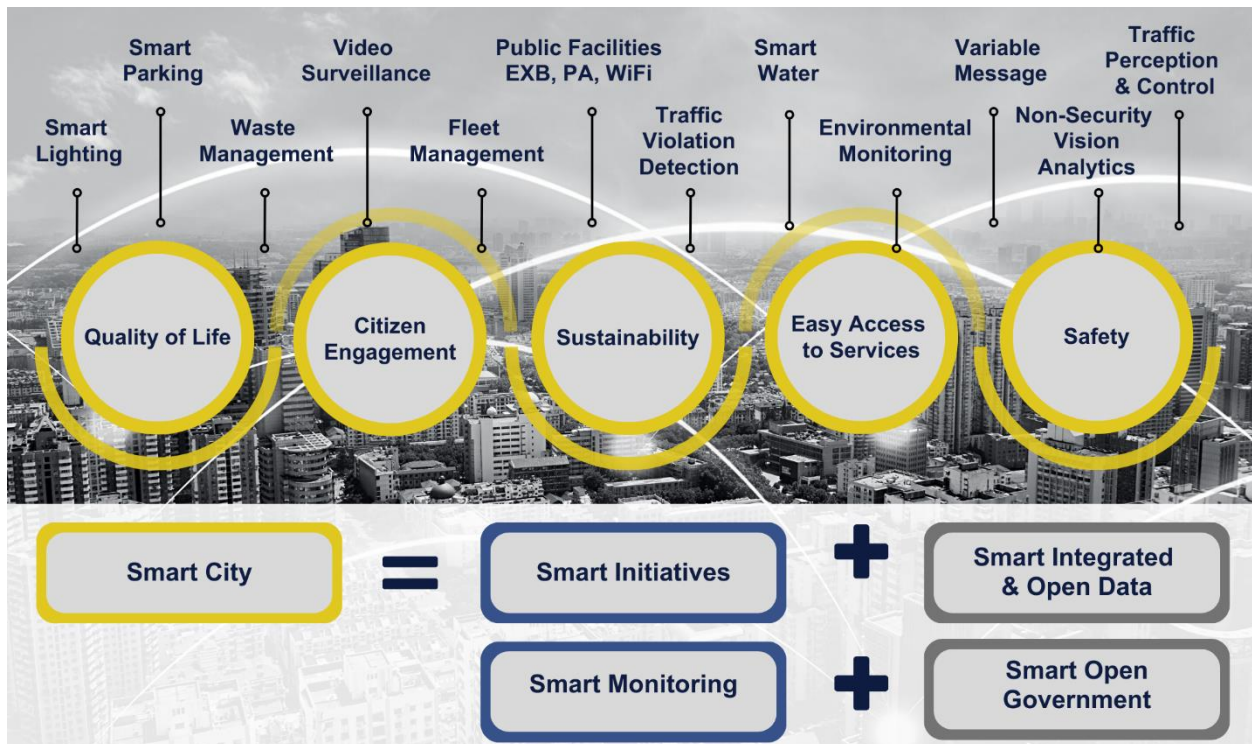 Smart
Parking
Video
Surveillance
Public Facilities
EXB, PA, WiFi
Smart
Water
Variable
Message
Traffic
Perception
& Control
Smart
Lighting
Waste
Management
Fleet
Management
Traffic
Violation
Detection
Environmental
Monitoring
Non-Security
Vision
Analytics
Quality of Life
Citizen
Engagement
Sustainability
Easy Access
to Services
Safety
Smart City
=
Smart Initiatives
+
Smart Integrated
& Open Data
Smart Monitoring
+
Smart Open
Government